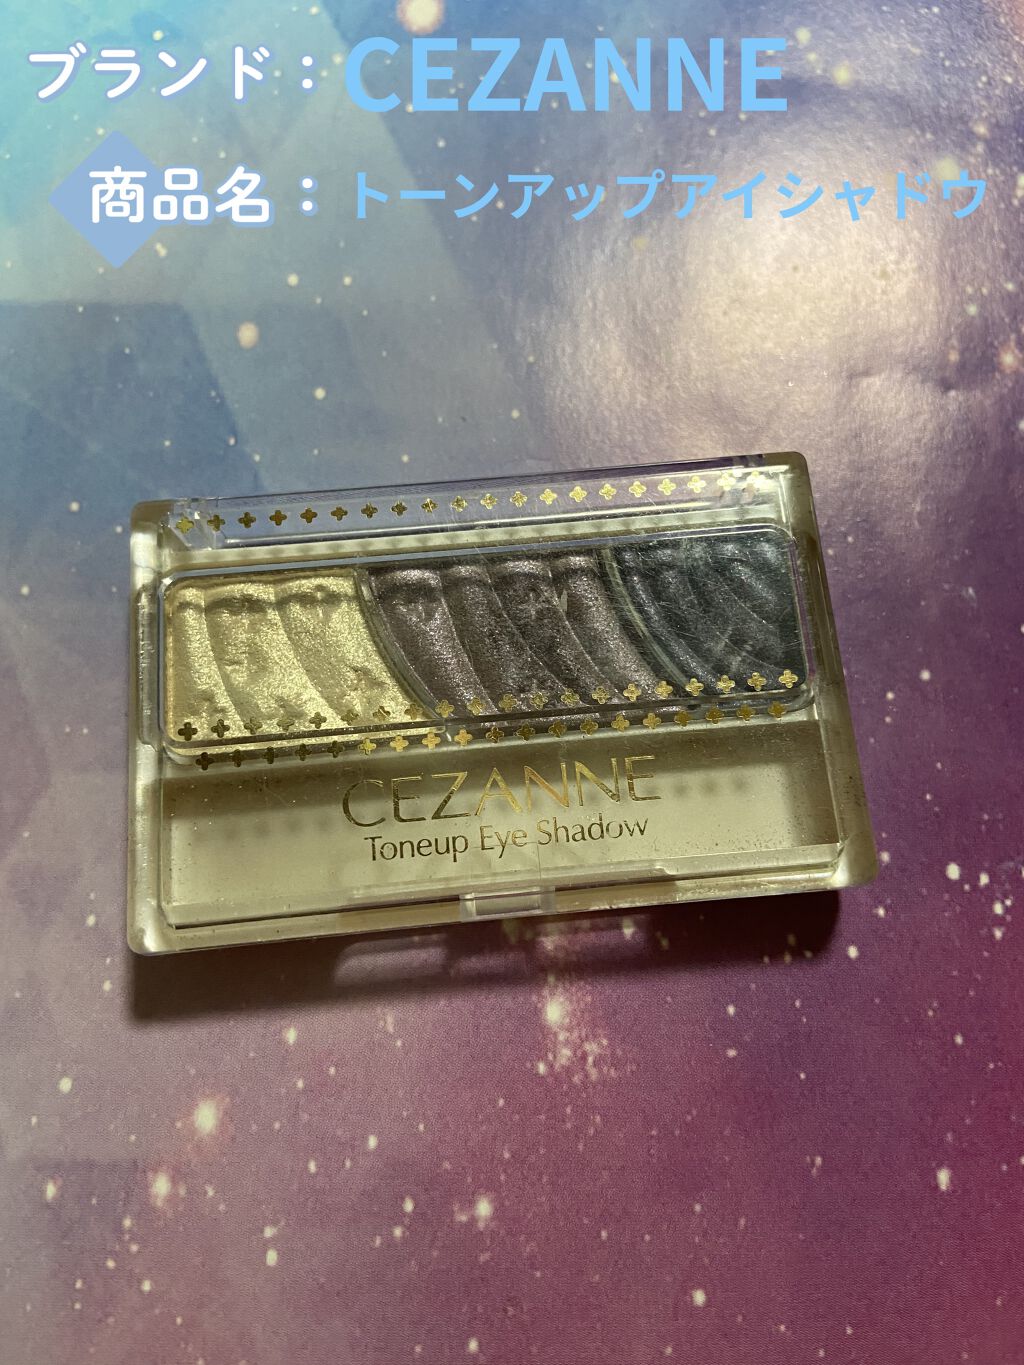 ブランド：CEZANNE
商品名：トーンアップアイシャドウ
CEZANNE
Toneup Eye Shadow